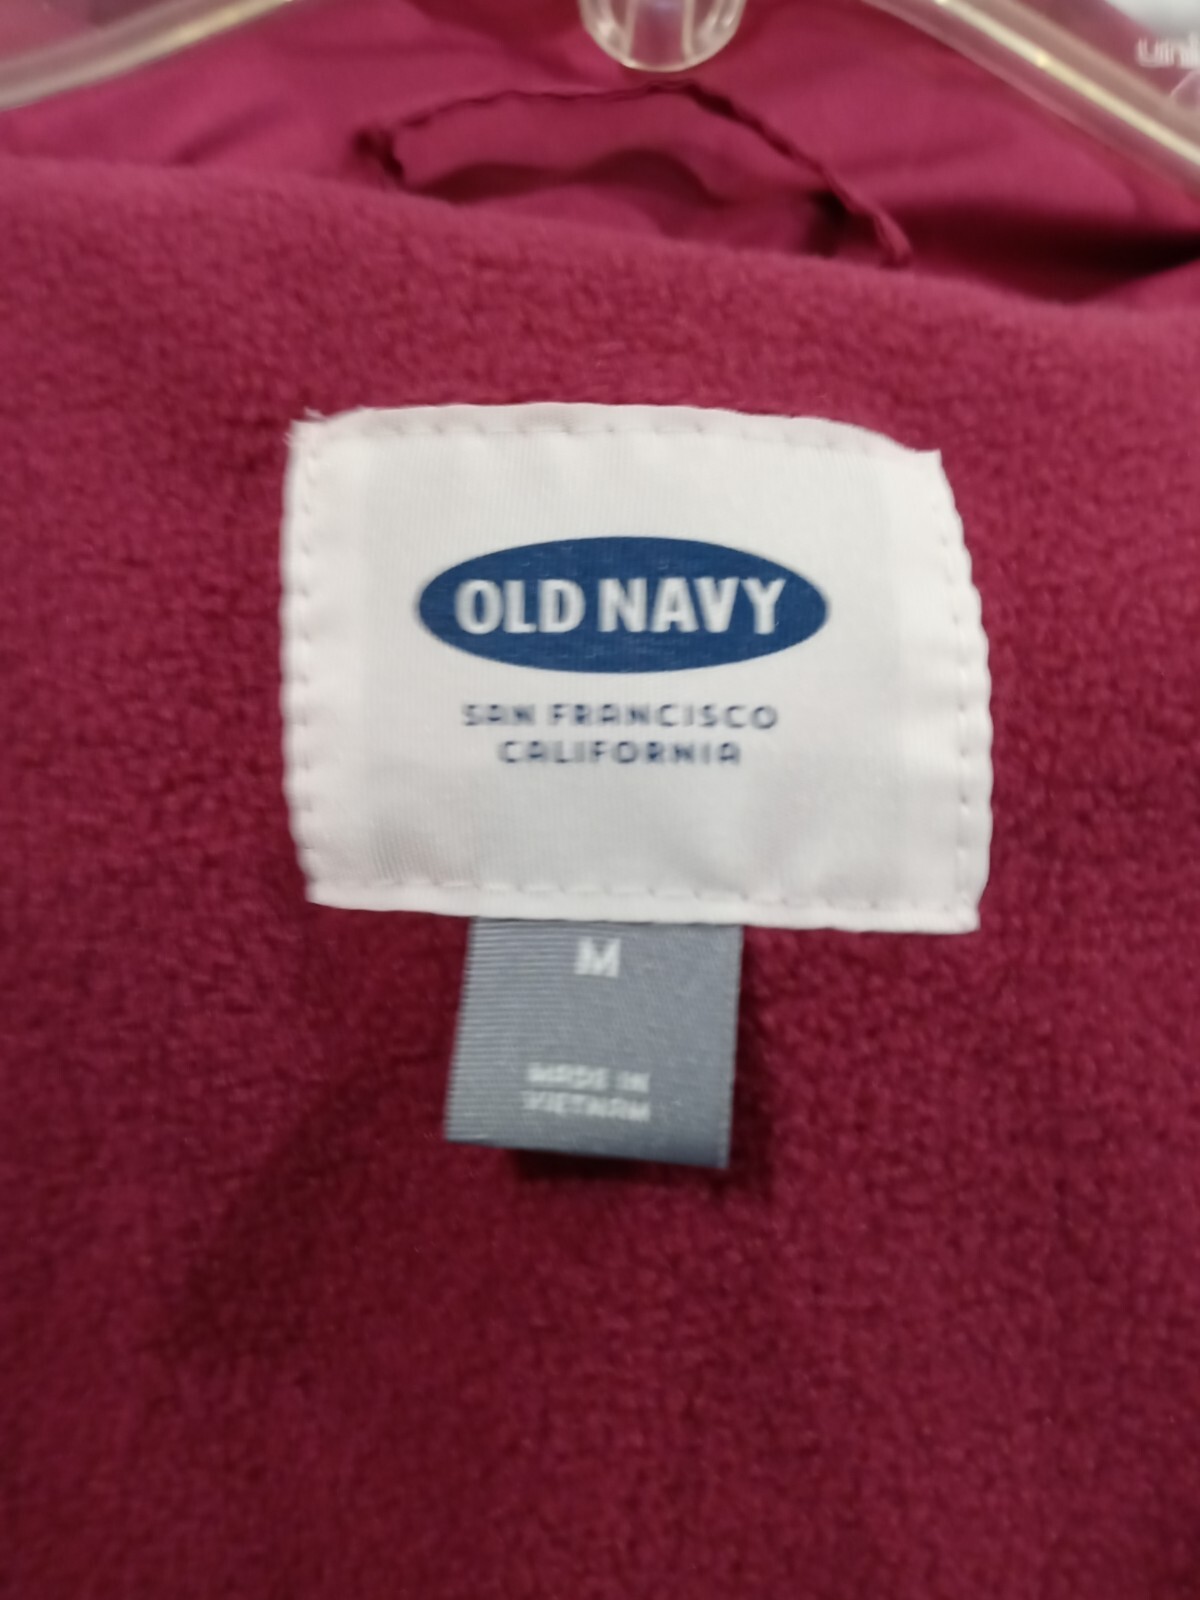 OLD NAVY
SAN FRANCISCO
CALIFORNIA
M
MADE IN
VIETNAM